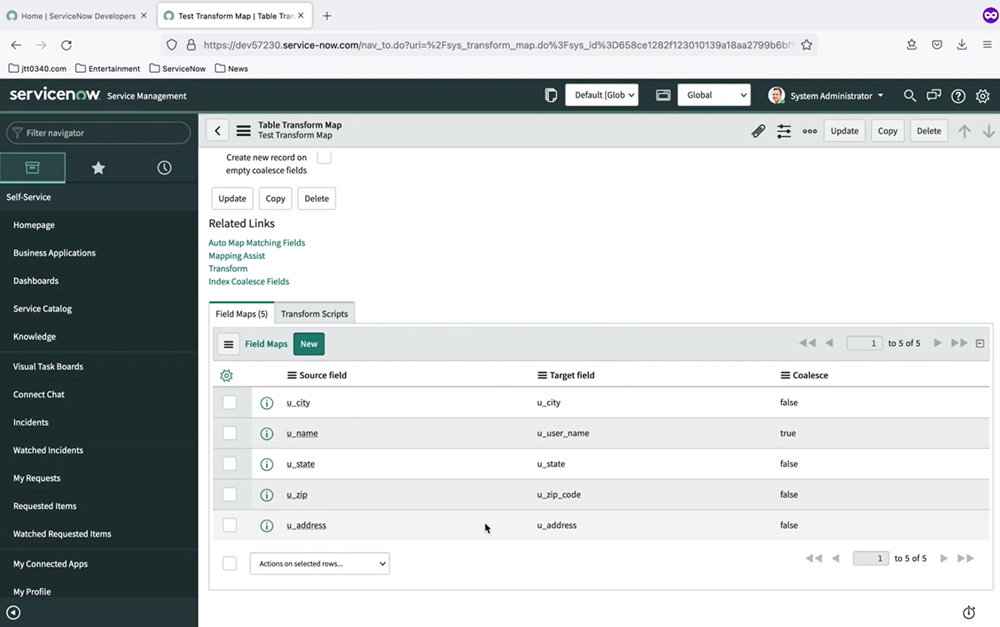 Home | ServiceNow Developers
Test Transform Map | Table Tran
https://dev57230.service-now.com/nav_to.do?uri=%2Fsys_transform_map.do%3Fsys_id%3D658ce1282f123010139a18aa2799b6bf%
jtt0340.com Entertainment ServiceNow News
servicenow. Service Management
Default [Glob
Global
System Administrator
Filter navigator
Table Transform Map
Test Transform Map
Update Copy Delete
Self-Service
Homepage
Business Applications
Dashboards
Service Catalog
Knowledge
Visual Task Boards
Connect Chat
Incidents
Watched Incidents
My Requests
Requested Items
Watched Requested Items
My Connected Apps
My Profile
Create new record on
empty coalesce fields
Update Copy Delete
Related Links
Auto Map Matching Fields
Mapping Assist
Transform
Index Coalesce Fields
Field Maps (5) Transform Scripts
Field Maps New 1 to 5 of 5
Source field Target field Coalesce
u_city u_city false
u_name u_user_name true
u_state u_state false
u_zip u_zip_code false
u_address u_address false
Actions on selected rows... 1 to 5 of 5